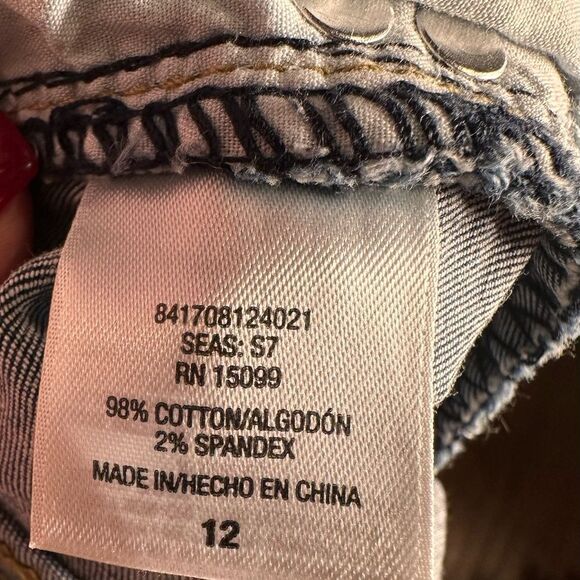 841708124021
SEAS: S7
RN 15099
98% COTTON/ALGODÓN
2% SPANDEX
MADE IN/HECHO EN CHINA
12